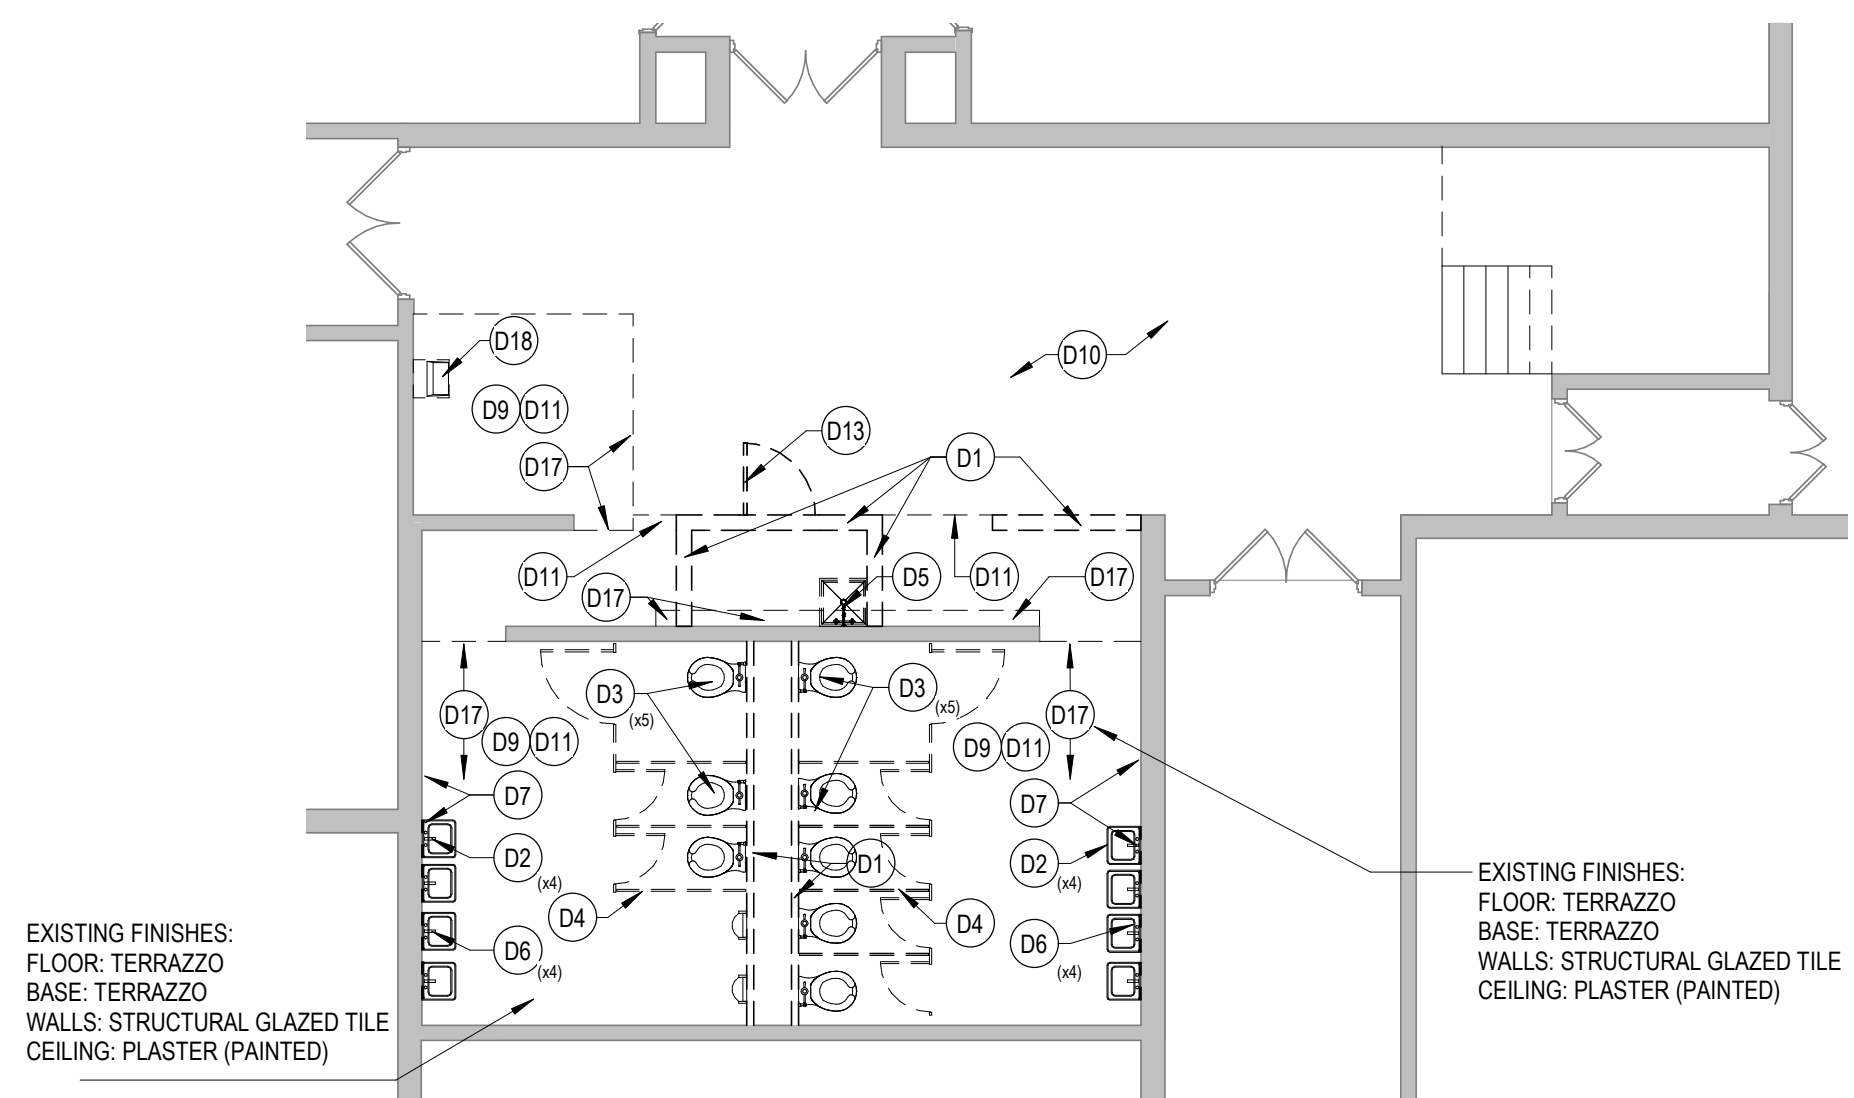 D18
D10
D9 D11
D13
D17
D1
D11
D5
D11
D17
D17
D3
(x5)
D3
(x5)
D17
D17
D9 D11
D9 D11
D7
D7
D2
(x4)
D1
D2
(x4)
D4
D4
D6
(x4)
D6
(x4)
EXISTING FINISHES:
FLOOR: TERRAZZO
BASE: TERRAZZO
WALLS: STRUCTURAL GLAZED TILE
CEILING: PLASTER (PAINTED)
EXISTING FINISHES:
FLOOR: TERRAZZO
BASE: TERRAZZO
WALLS: STRUCTURAL GLAZED TILE
CEILING: PLASTER (PAINTED)